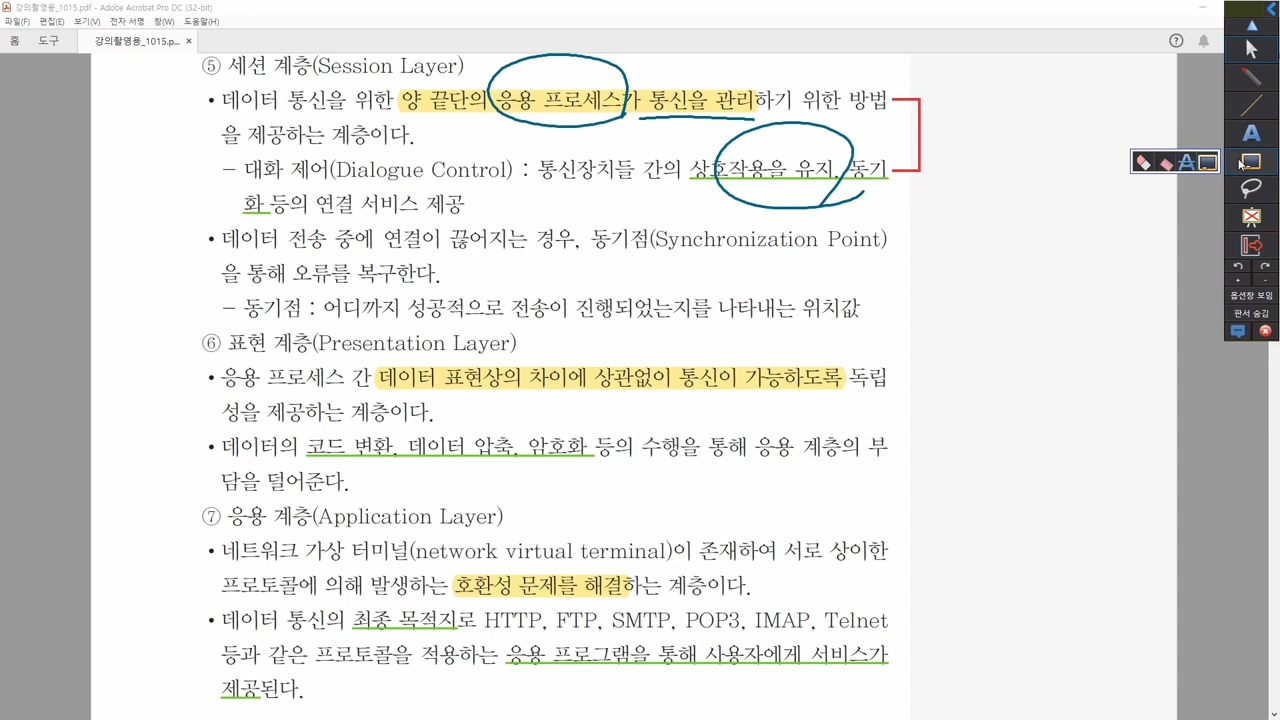 강의촬영용_1015.pdf - Adobe Acrobat Pro DC (32-bit)
파일(F) 편집(E) 보기(V) 전자 서명 창(W) 도움말(H)
홈 도구 강의촬영용_1015.p... ×
⑤ 세션 계층(Session Layer)
• 데이터 통신을 위한 양 끝단의 응용 프로세스가 통신을 관리하기 위한 방법
을 제공하는 계층이다.
– 대화 제어(Dialogue Control) : 통신장치들 간의 상호작용을 유지, 동기
화 등의 연결 서비스 제공
• 데이터 전송 중에 연결이 끊어지는 경우, 동기점(Synchronization Point)
을 통해 오류를 복구한다.
– 동기점 : 어디까지 성공적으로 전송이 진행되었는지를 나타내는 위치값
⑥ 표현 계층(Presentation Layer)
• 응용 프로세스 간 데이터 표현상의 차이에 상관없이 통신이 가능하도록 독립
성을 제공하는 계층이다.
• 데이터의 코드 변환, 데이터 압축, 암호화 등의 수행을 통해 응용 계층의 부
담을 덜어준다.
⑦ 응용 계층(Application Layer)
• 네트워크 가상 터미널(network virtual terminal)이 존재하여 서로 상이한
프로토콜에 의해 발생하는 호환성 문제를 해결하는 계층이다.
• 데이터 통신의 최종 목적지로 HTTP, FTP, SMTP, POP3, IMAP, Telnet
등과 같은 프로토콜을 적용하는 응용 프로그램을 통해 사용자에게 서비스가
제공된다.
옵션창 보임
판서 숨김